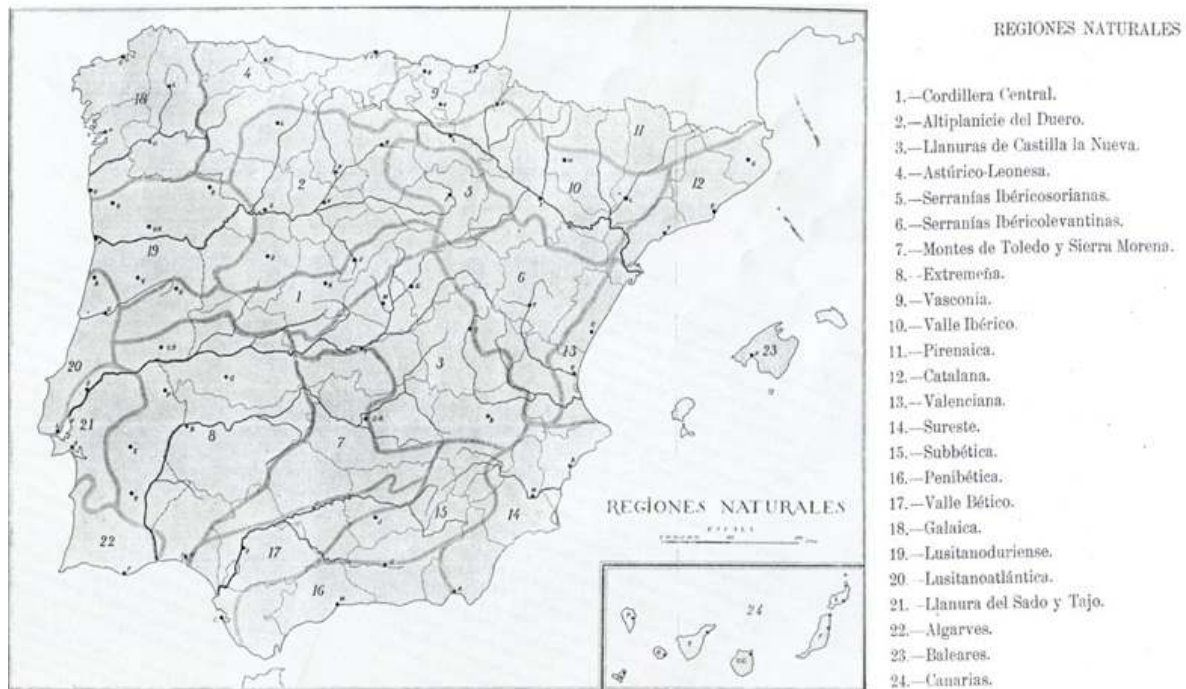 REGIONES NATURALES
1.—Cordillera Central.
2.—Altiplanicie del Duero.
3.—Llanuras de Castilla la Nueva.
4.—Astúrico-Leonesa.
5.—Serranías Ibéricosorianas.
6.—Serranías Ibéricolevantinas.
7.—Montes de Toledo y Sierra Morena.
8.—Extremeña.
9.—Vasconia.
10.—Valle Ibérico.
11.—Pirenaica.
12.—Catalana.
13.—Valenciana.
14.—Sureste.
15.—Subbética.
16.—Penibética.
17.—Valle Bético.
18.—Galaica.
19.—Lusitanoduriense.
20.—Lusitanoatlántica.
21.—Llanura del Sado y Tajo.
22.—Algarves.
23.—Baleares.
24.—Canarias.
4
9
18
11
2
10
12
5
19
6
1
23
20
3
13
21
8
7
REGIONES NATURALES
ESCALA
15
14
22
17
16
24